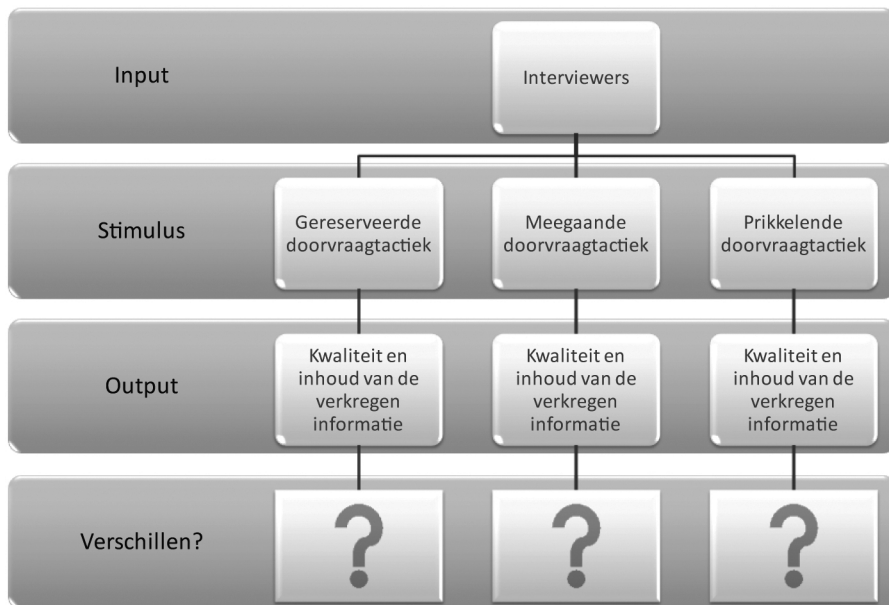 Input
Interviewers
Stimulus
Gereserveerde
doorvraagtactiek
Meegaande
doorvraagtactiek
Prikkelende
doorvraagtactiek
Output
Kwaliteit en
inhoud van de
verkregen
informatie
Kwaliteit en
inhoud van de
verkregen
informatie
Kwaliteit en
inhoud van de
verkregen
informatie
Verschillen?
?
?
?